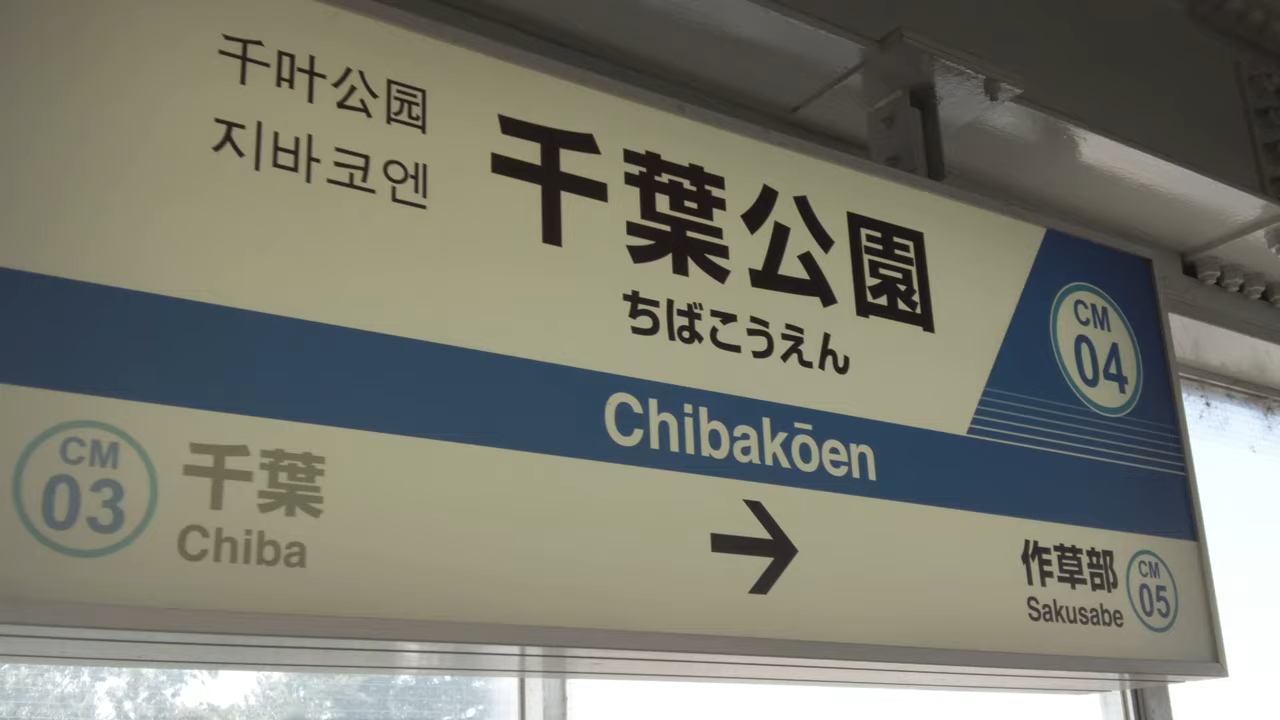 千叶公园
지바코엔
千葉公園
ちばこうえん
CM
04
Chibakōen
CM
03
千葉
Chiba
→
作草部
Sakusabe
CM
05